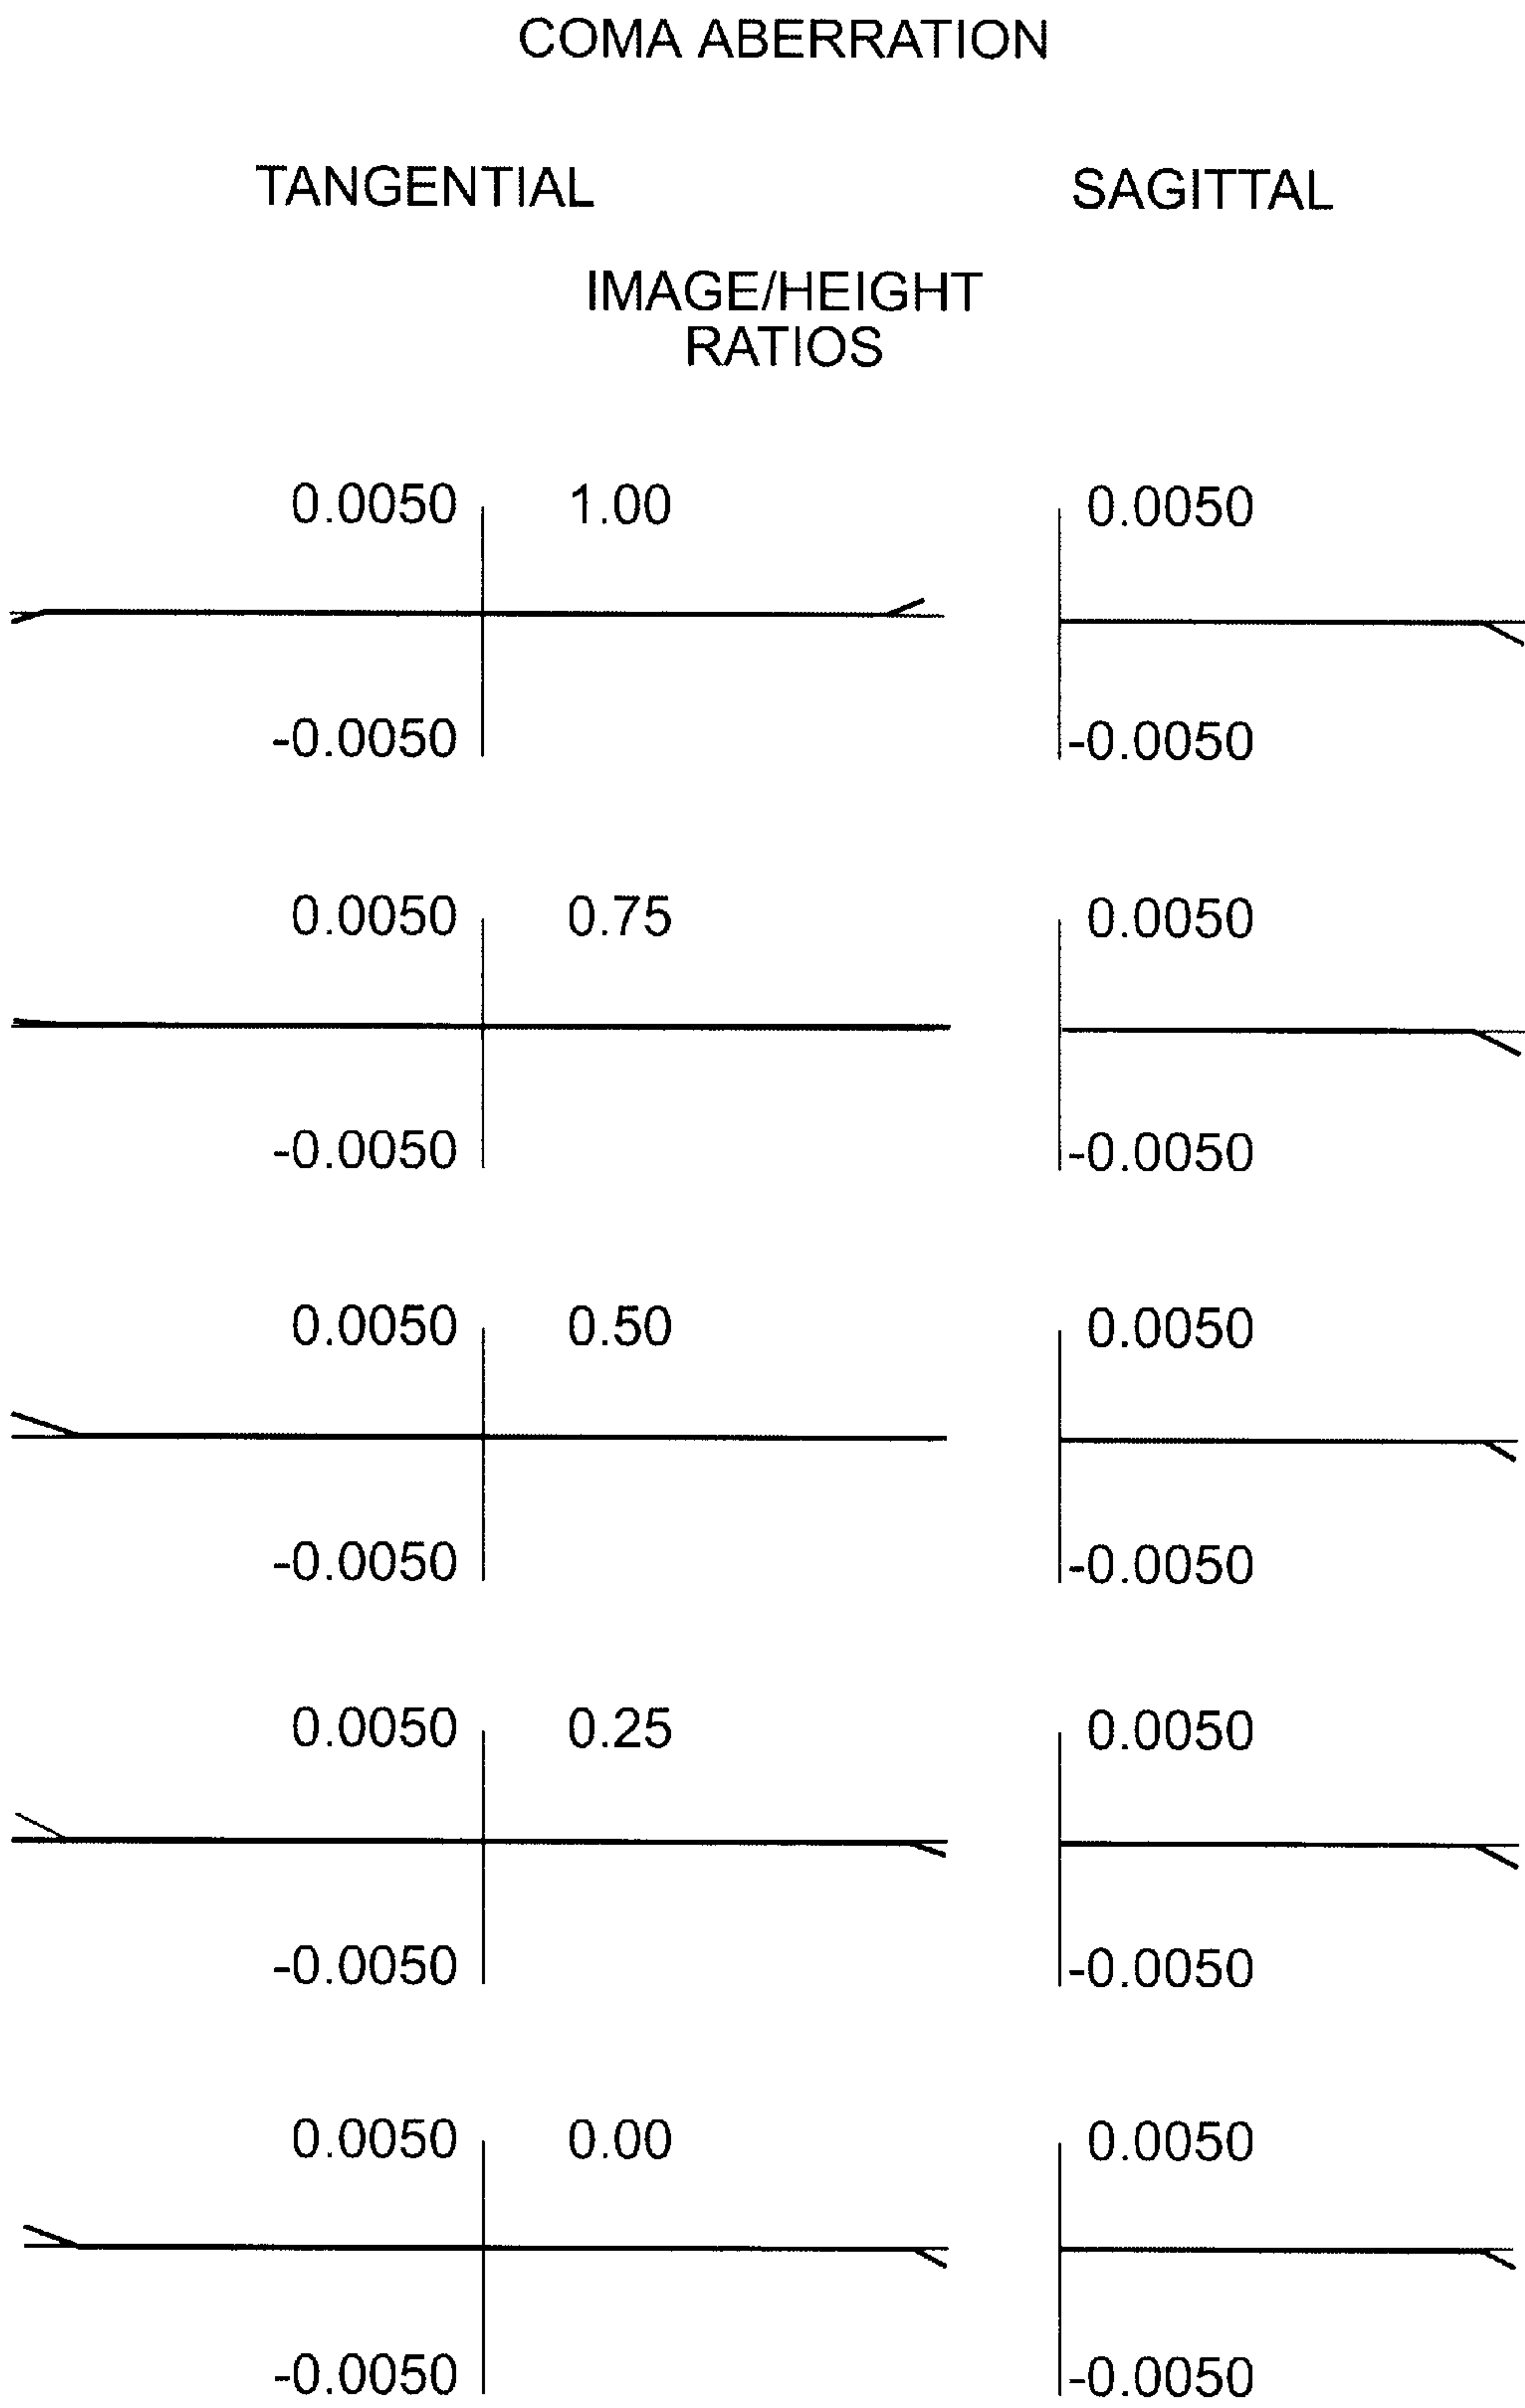 COMA ABERRATION
TANGENTIAL SAGITTAL
IMAGE/HEIGHT
RATIOS
0.0050 1.00 0.0050
-0.0050 -0.0050
0.0050 0.75 0.0050
-0.0050 -0.0050
0.0050 0.50 0.0050
-0.0050 -0.0050
0.0050 0.25 0.0050
-0.0050 -0.0050
0.0050 0.00 0.0050
-0.0050 -0.0050